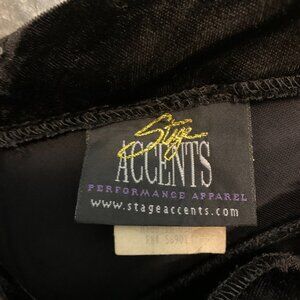 Stage
ACCENTS
PERFORMANCE APPAREL
www.stageaccents.com